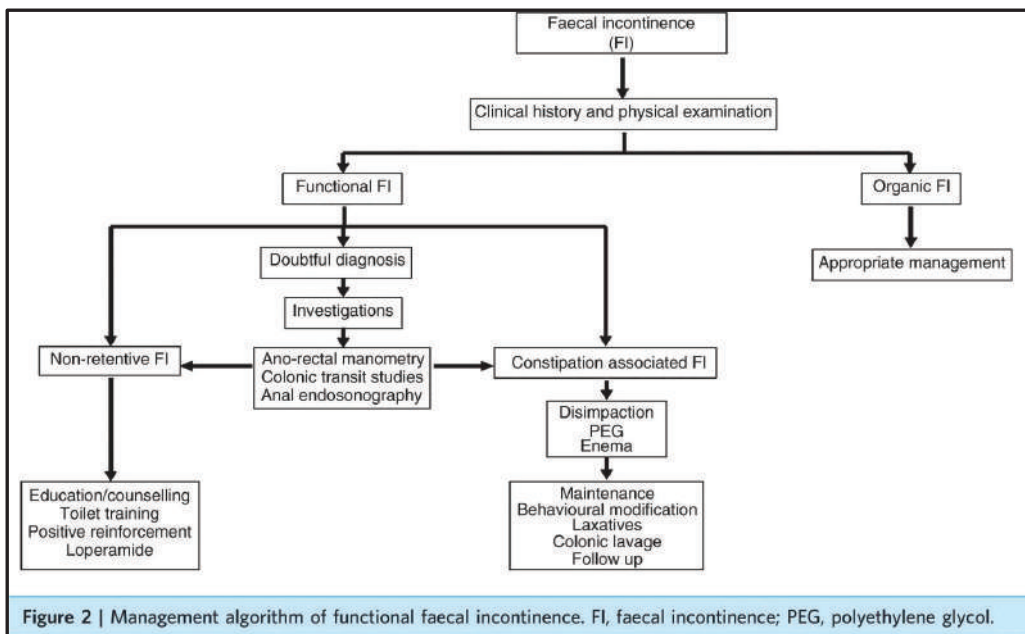 Faecal incontinence
(FI)
Clinical history and physical examination
Functional FI
Organic FI
Doubtful diagnosis
Appropriate management
Investigations
Non-retentive FI
Ano-rectal manometry
Colonic transit studies
Anal endosonography
Constipation associated FI
Disimpaction
PEG
Enema
Education/counselling
Toilet training
Positive reinforcement
Loperamide
Maintenance
Behavioural modification
Laxatives
Colonic lavage
Follow up
Figure 2 | Management algorithm of functional faecal incontinence. FI, faecal incontinence; PEG, polyethylene glycol.